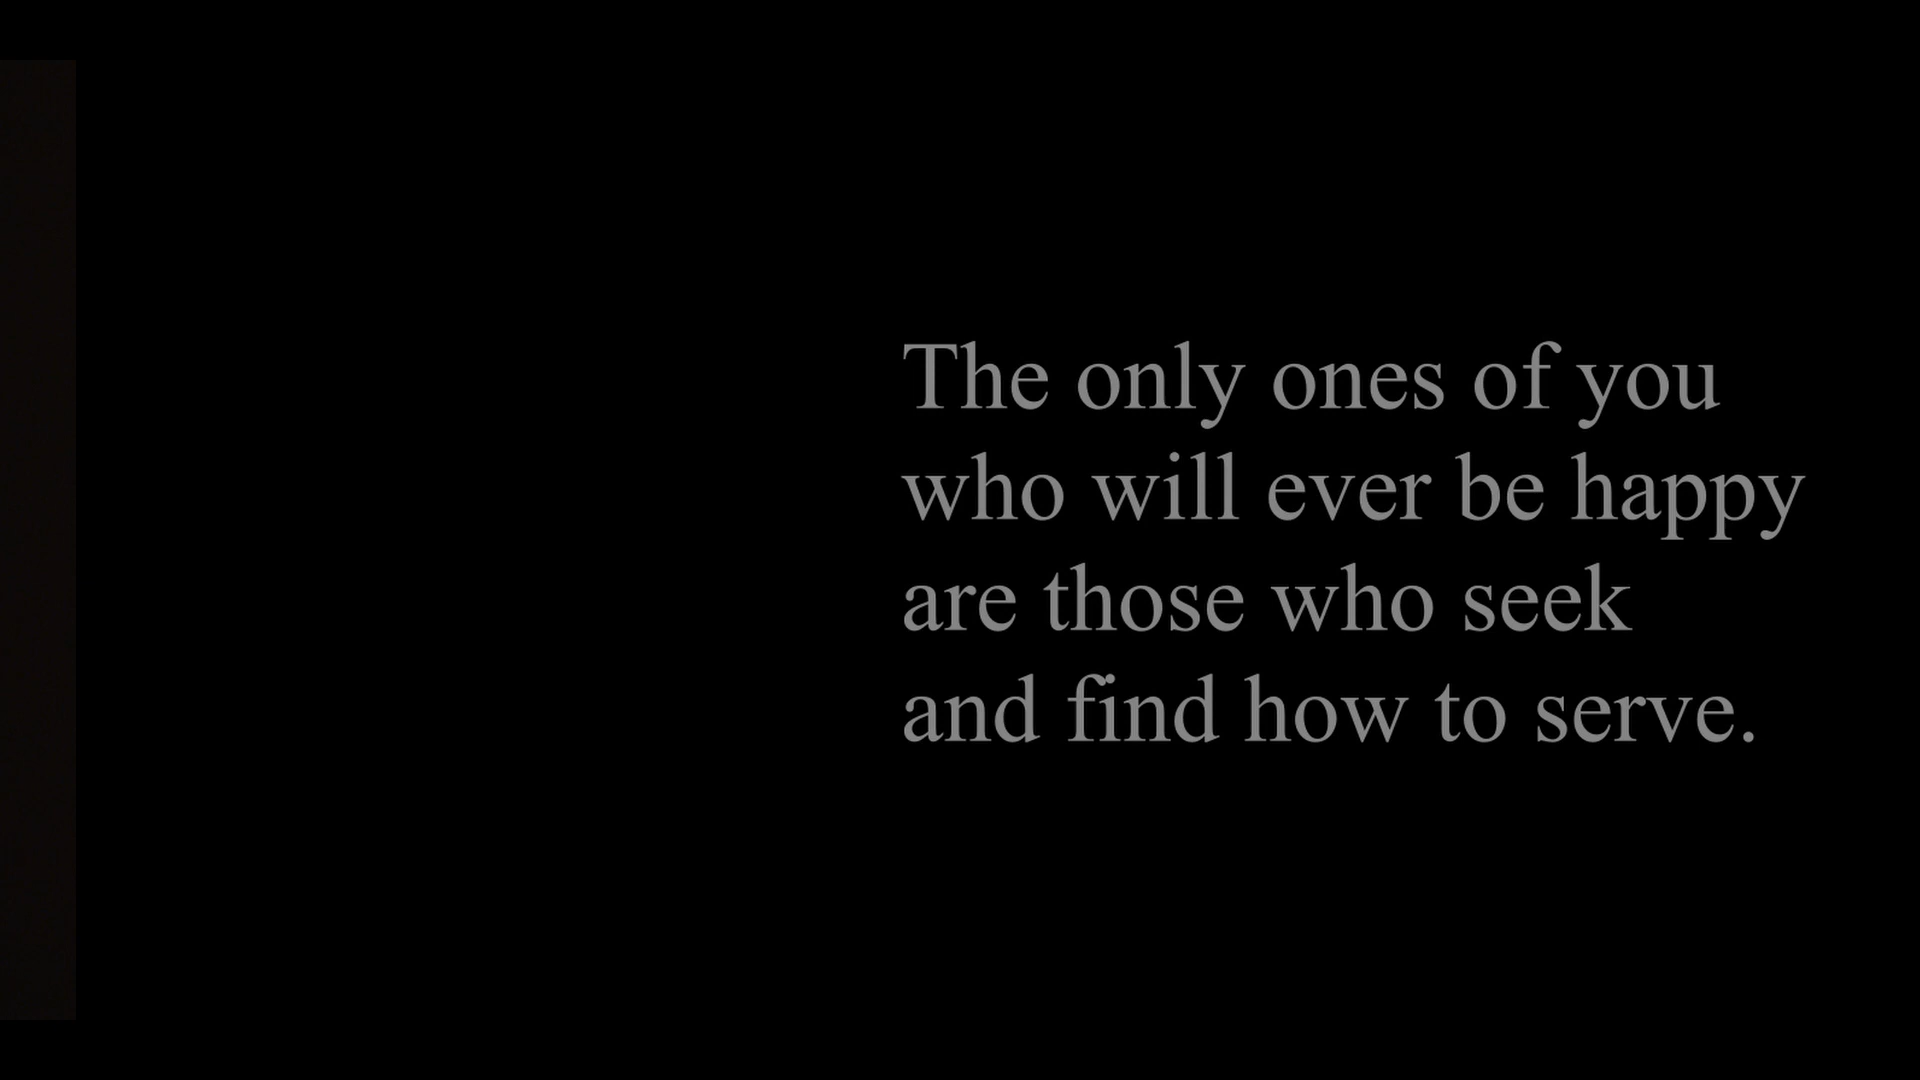 The only ones of you
who will ever be happy
are those who seek
and find how to serve.